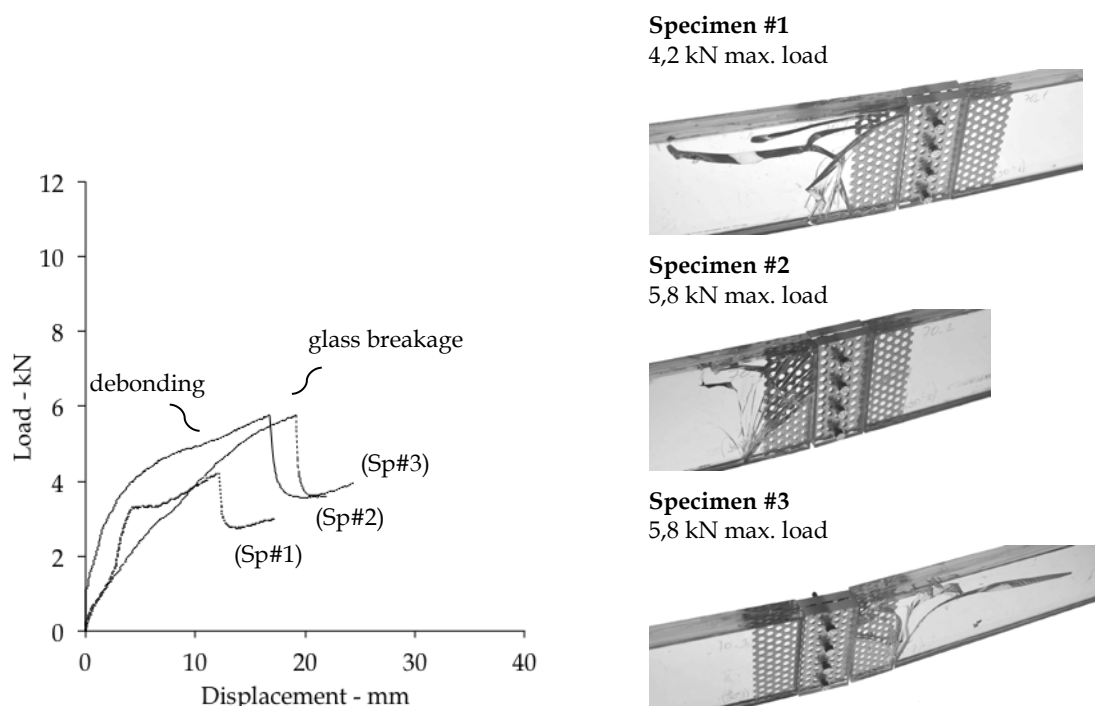 12
10
8
6
4
2
0
Load - kN
0
10
20
30
40
Displacement - mm
debonding
glass breakage
(Sp#3)
(Sp#2)
(Sp#1)
Specimen #1
4,2 kN max. load
Specimen #2
5,8 kN max. load
Specimen #3
5,8 kN max. load